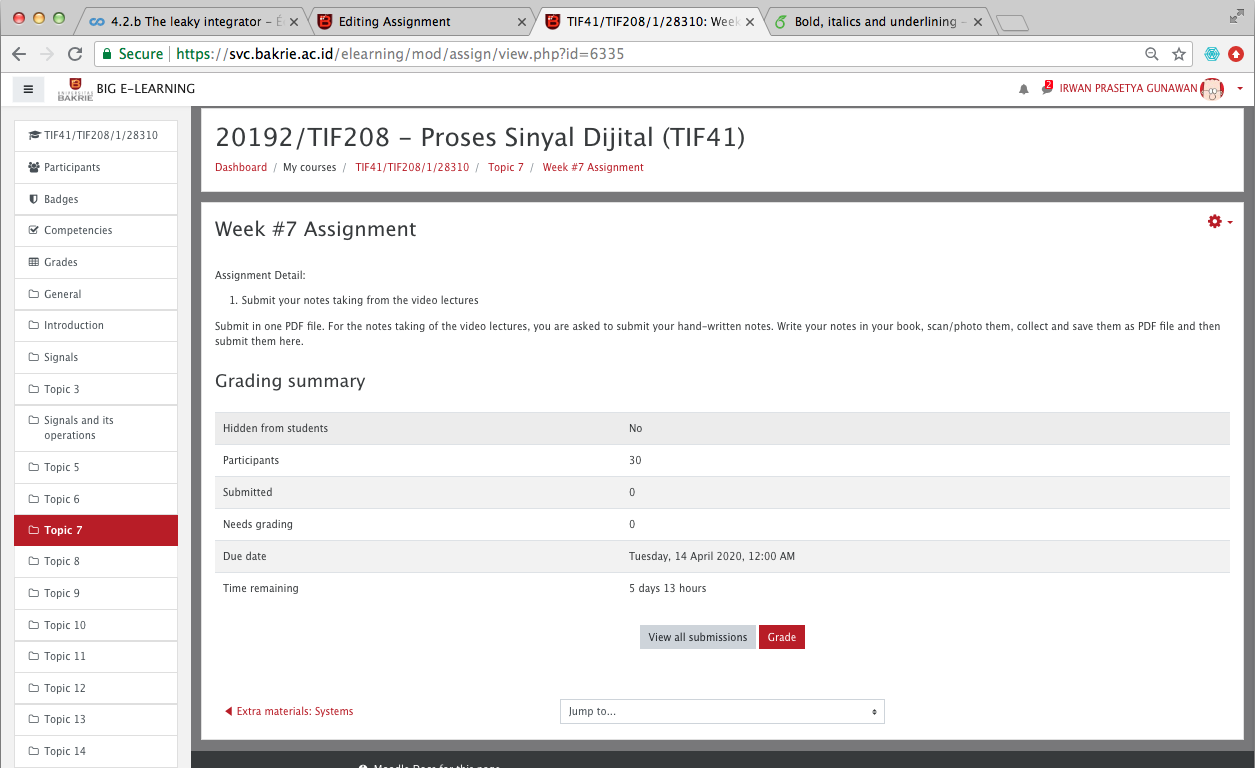 4.2.b The leaky integrator – É
Editing Assignment
TIF41/TIF208/1/28310: Week
Bold, italics and underlining –
Secure
https://svc.bakrie.ac.id/elearning/mod/assign/view.php?id=6335
UNIVERSITAS
BAKRIE
BIG E-LEARNING
2
IRWAN PRASETYA GUNAWAN
TIF41/TIF208/1/28310
Participants
Badges
Competencies
Grades
General
Introduction
Signals
Topic 3
Signals and its
operations
Topic 5
Topic 6
Topic 7
Topic 8
Topic 9
Topic 10
Topic 11
Topic 12
Topic 13
Topic 14
20192/TIF208 – Proses Sinyal Dijital (TIF41)
Dashboard / My courses / TIF41/TIF208/1/28310 / Topic 7 / Week #7 Assignment
Week #7 Assignment
Assignment Detail:
1. Submit your notes taking from the video lectures
Submit in one PDF file. For the notes taking of the video lectures, you are asked to submit your hand-written notes. Write your notes in your book, scan/photo them, collect and save them as PDF file and then
submit them here.
Grading summary
Hidden from students No
Participants 30
Submitted 0
Needs grading 0
Due date Tuesday, 14 April 2020, 12:00 AM
Time remaining 5 days 13 hours
View all submissions Grade
◀ Extra materials: Systems
Jump to...
Moodle Docs for this page